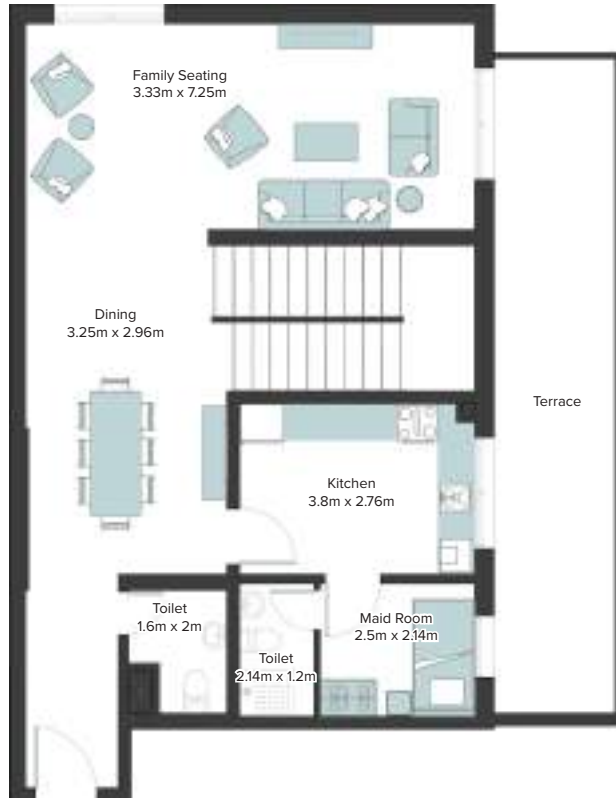 Family Seating
3.33m x 7.25m
Dining
3.25m x 2.96m
Terrace
Kitchen
3.8m x 2.76m
Toilet
1.6m x 2m
Maid Room
2.5m x 2.14m
Toilet
2.14m x 1.2m